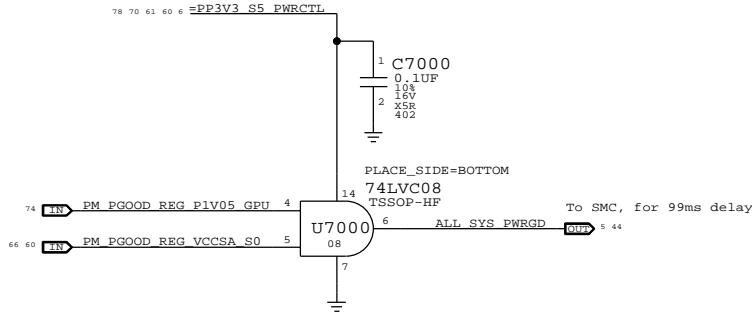 78 70 61 60 6 =PP3V3_S5_PWRCTL
1 C7000
0.1UF
10%
16V
2 X5R
402
PLACE_SIDE=BOTTOM
14 74LVC08
TSSOP-HF
To SMC, for 99ms delay
74 IN PM_PGOOD_REG_P1V05_GPU 4
U7000 6 ALL_SYS_PWRGD OUT 5 44
66 60 IN PM_PGOOD_REG_VCCSA_S0 5 08
7